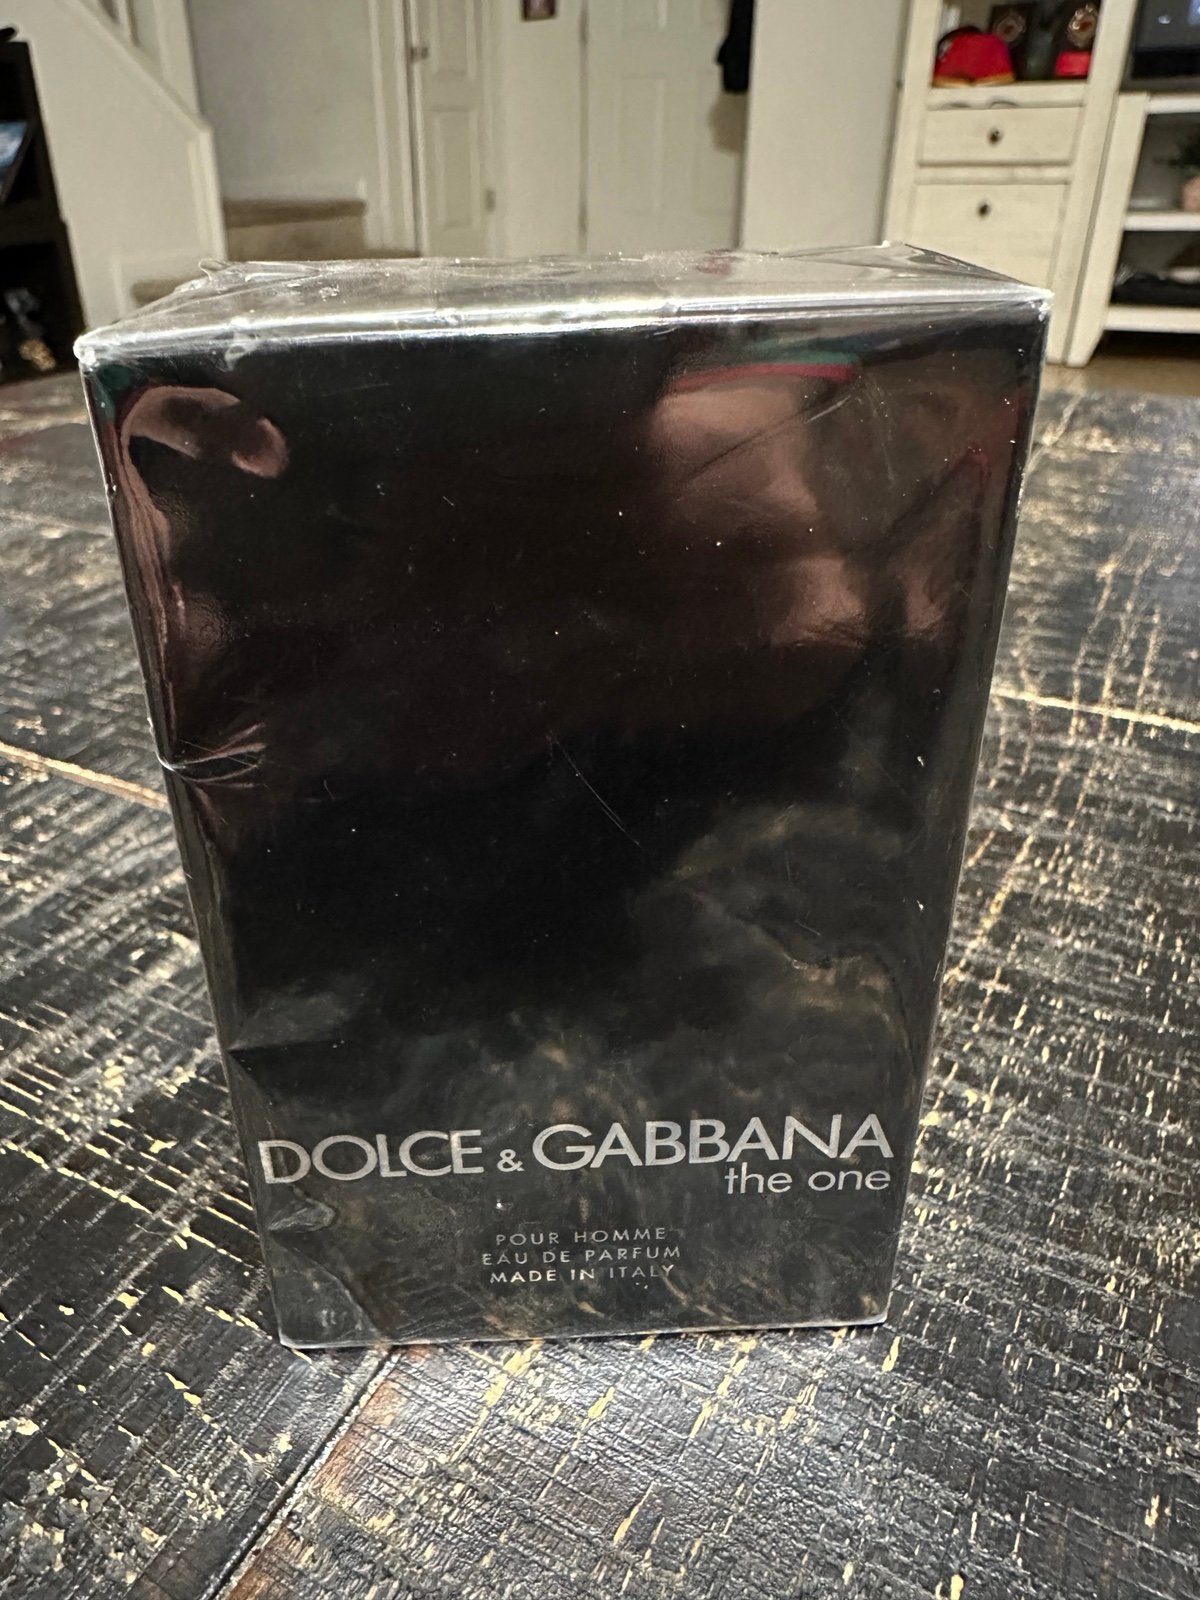 DOLCE & GABBANA
the one
POUR HOMME
EAU DE PARFUM
MADE IN ITALY